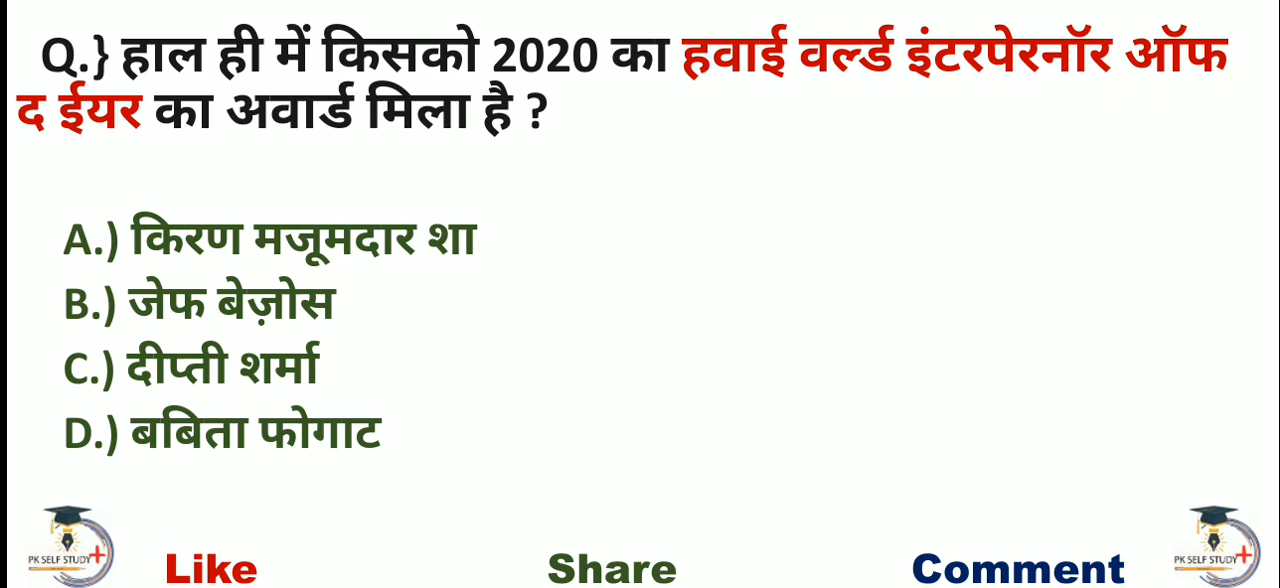 Q.} हाल ही में किसको 2020 का हवाई वर्ल्ड इंटरपेरनॉर ऑफ
द ईयर का अवार्ड मिला है ?
A.) किरण मजूमदार शा
B.) जेफ बेज़ोस
C.) दीप्ती शर्मा
D.) बबिता फोगाट
PK SELF STUDY+
Like
Share
Comment
PK SELF STUDY+